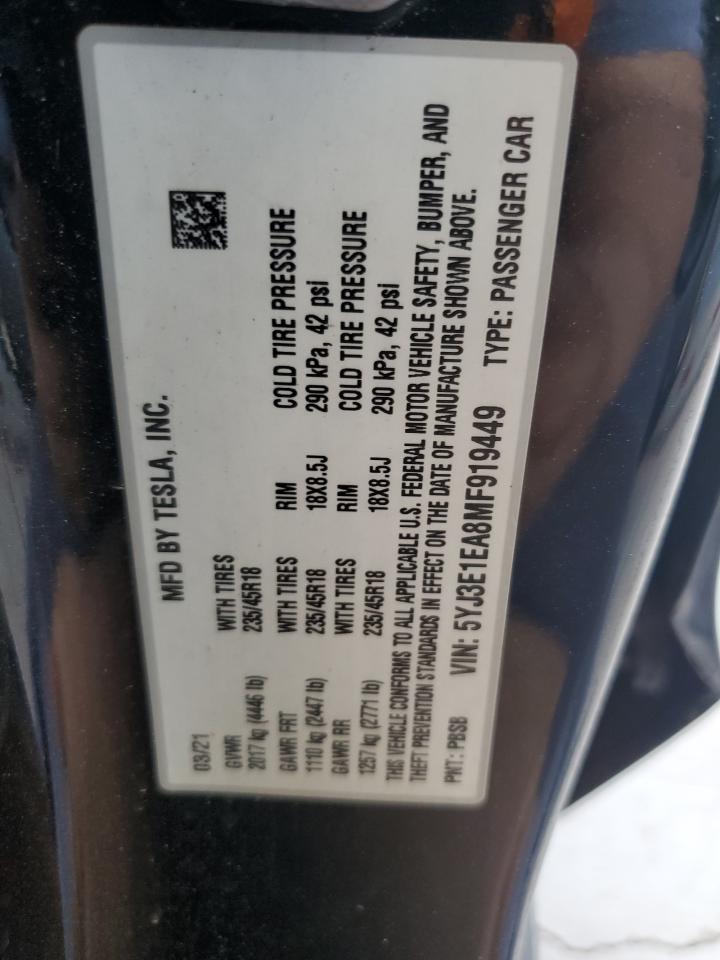 MFD BY TESLA, INC.
03/21
GVWR WITH TIRES
2017 kg (4446 lb) 235/45R18
GAWR FRT WITH TIRES RIM COLD TIRE PRESSURE
1110 kg (2447 lb) 235/45R18 18X8.5J 290 kPa, 42 psi
GAWR RR WITH TIRES RIM COLD TIRE PRESSURE
1257 kg (2771 lb) 235/45R18 18X8.5J 290 kPa, 42 psi
THIS VEHICLE CONFORMS TO ALL APPLICABLE U.S. FEDERAL MOTOR VEHICLE SAFETY, BUMPER, AND
THEFT PREVENTION STANDARDS IN EFFECT ON THE DATE OF MANUFACTURE SHOWN ABOVE.
PNT: PBSB VIN: 5YJ3E1EA8MF919449 TYPE: PASSENGER CAR